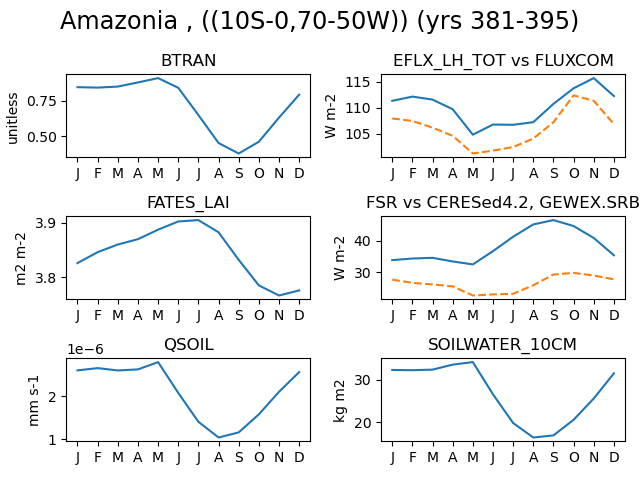 Amazonia , ((10S-0,70-50W)) (yrs 381-395)
BTRAN
unitless
0.75
0.50
J F M A M J J A S O N D
EFLX_LH_TOT vs FLUXCOM
W m-2
115
110
105
J F M A M J J A S O N D
FATES_LAI
m2 m-2
3.9
3.8
J F M A M J J A S O N D
FSR vs CERESed4.2, GEWEX.SRB
W m-2
40
30
J F M A M J J A S O N D
QSOIL
1e−6
mm s-1
2
1
J F M A M J J A S O N D
SOILWATER_10CM
kg m2
30
20
J F M A M J J A S O N D